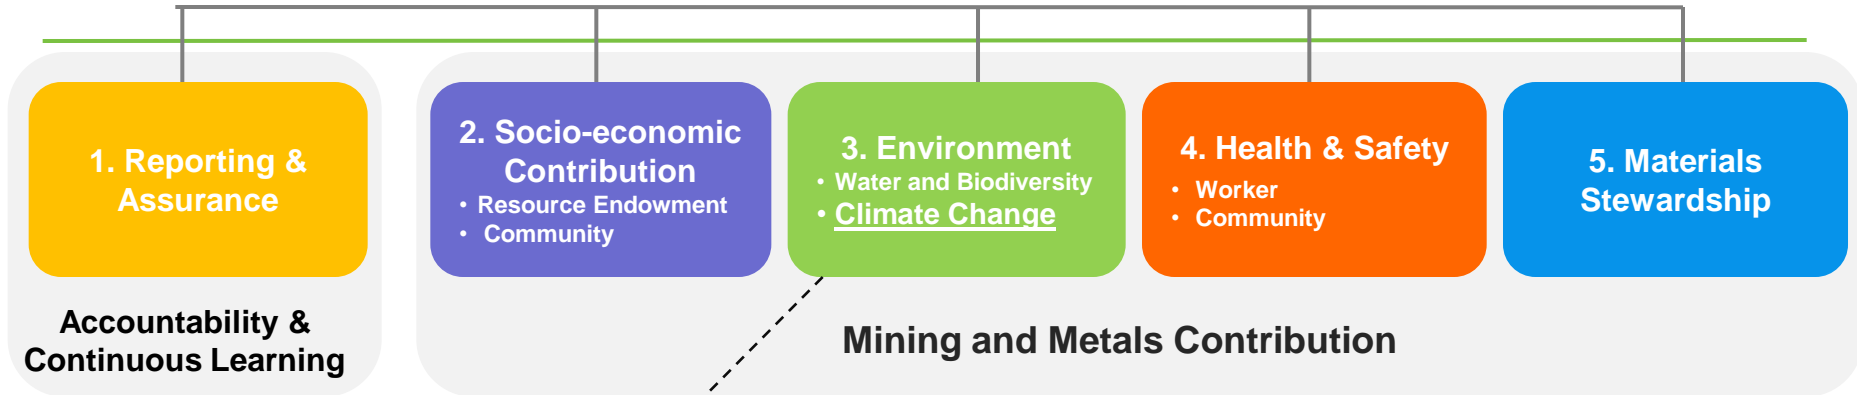 1. Reporting &
Assurance
Accountability &
Continuous Learning
2. Socio-economic
Contribution
• Resource Endowment
• Community
3. Environment
• Water and Biodiversity
• Climate Change
4. Health & Safety
• Worker
• Community
5. Materials
Stewardship
Mining and Metals Contribution